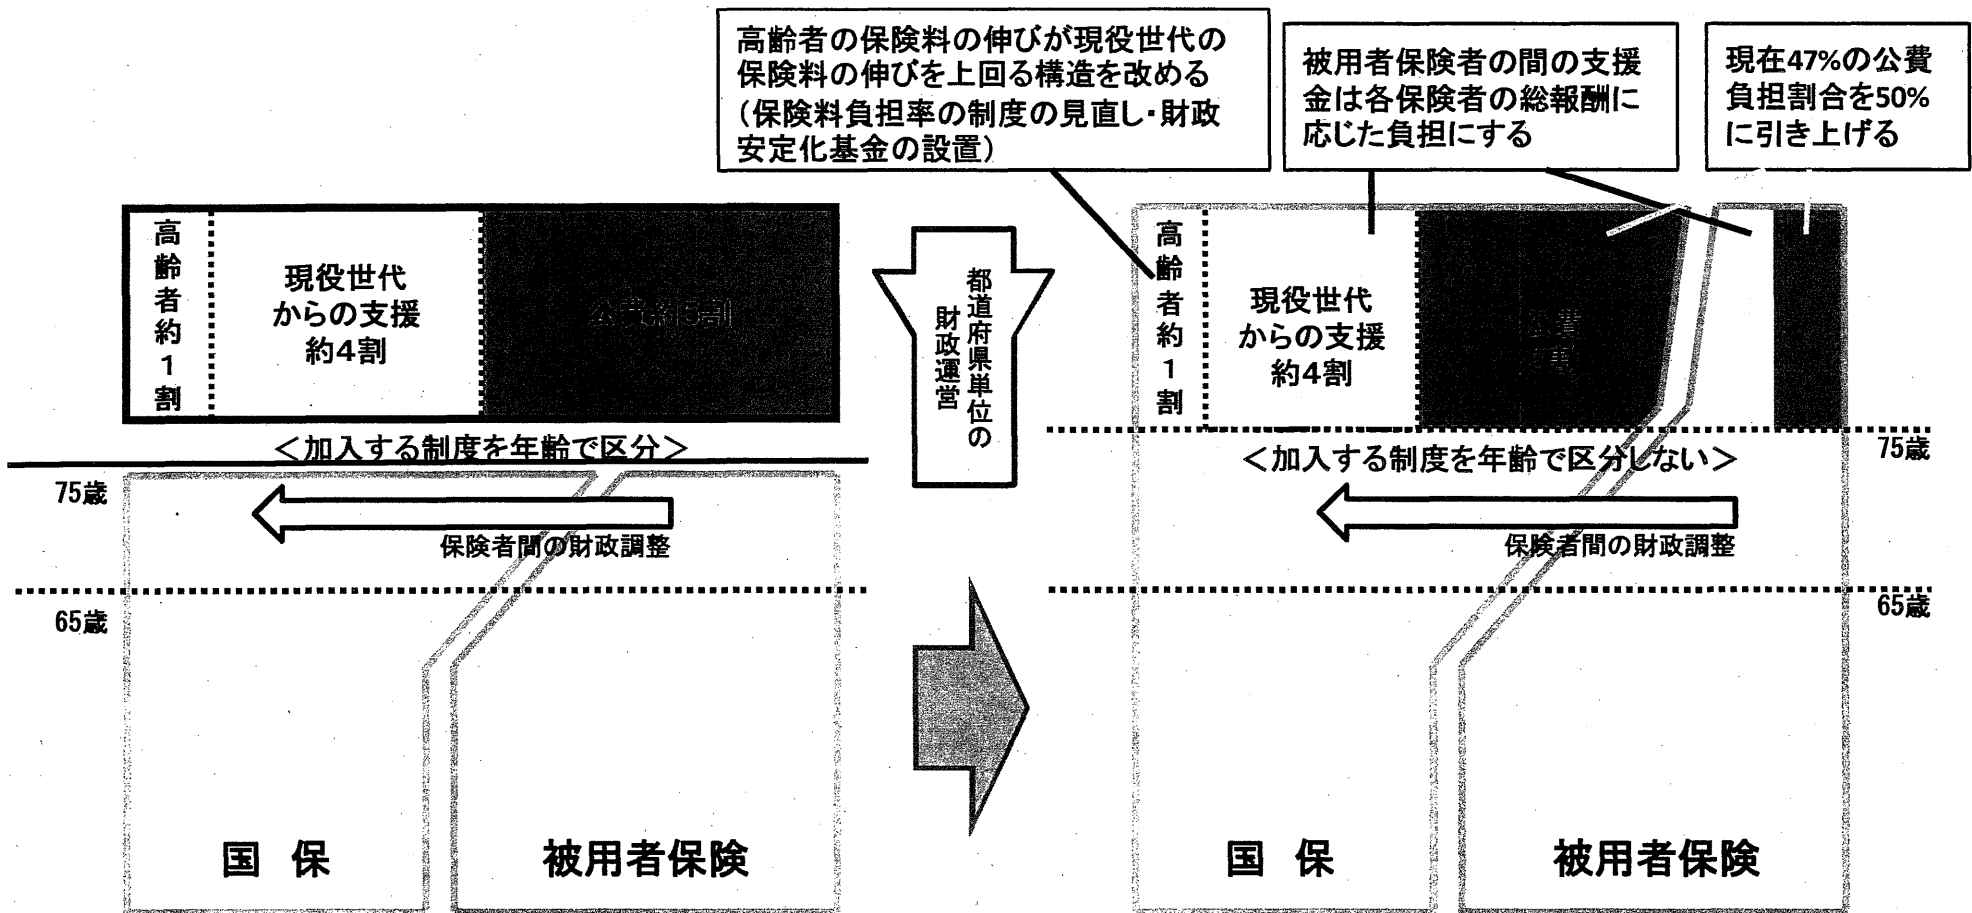 高齢者の保険料の伸びが現役世代の
保険料の伸びを上回る構造を改める
(保険料負担率の制度の見直し・財政
安定化基金の設置)
被用者保険者の間の支援
金は各保険者の総報酬に
応じた負担にする
現在47%の公費
負担割合を50%
に引き上げる
高齢者約1割
現役世代
からの支援
約4割
公費約5割
<加入する制度を年齢で区分>
75歳
保険者間の財政調整
65歳
国 保
被用者保険
都道府県単位の
財政運営
高齢者約1割
現役世代
からの支援
約4割
公費
<加入する制度を年齢で区分しない>
75歳
保険者間の財政調整
65歳
国 保
被用者保険